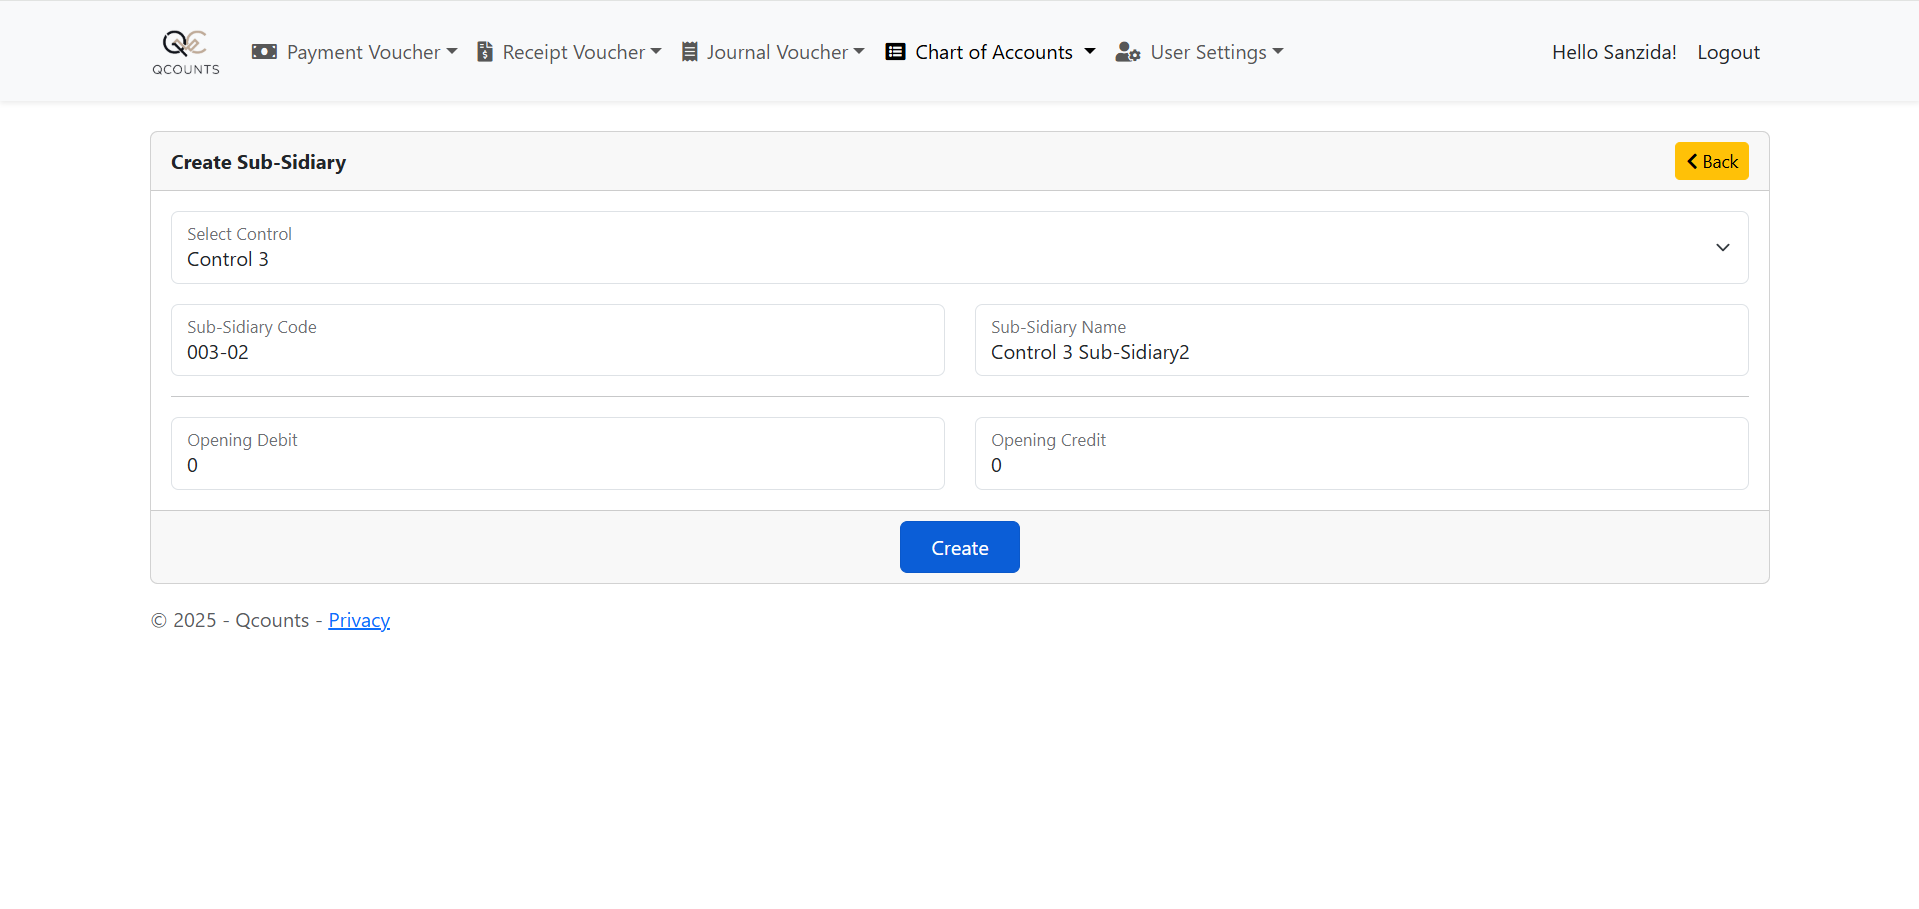 QC
QCOUNTS
Payment Voucher
Receipt Voucher
Journal Voucher
Chart of Accounts
User Settings
Hello Sanzida!
Logout
Create Sub-Sidiary
Back
Select Control
Control 3
Sub-Sidiary Code
003-02
Sub-Sidiary Name
Control 3 Sub-Sidiary2
Opening Debit
0
Opening Credit
0
Create
© 2025 - Qcounts - Privacy